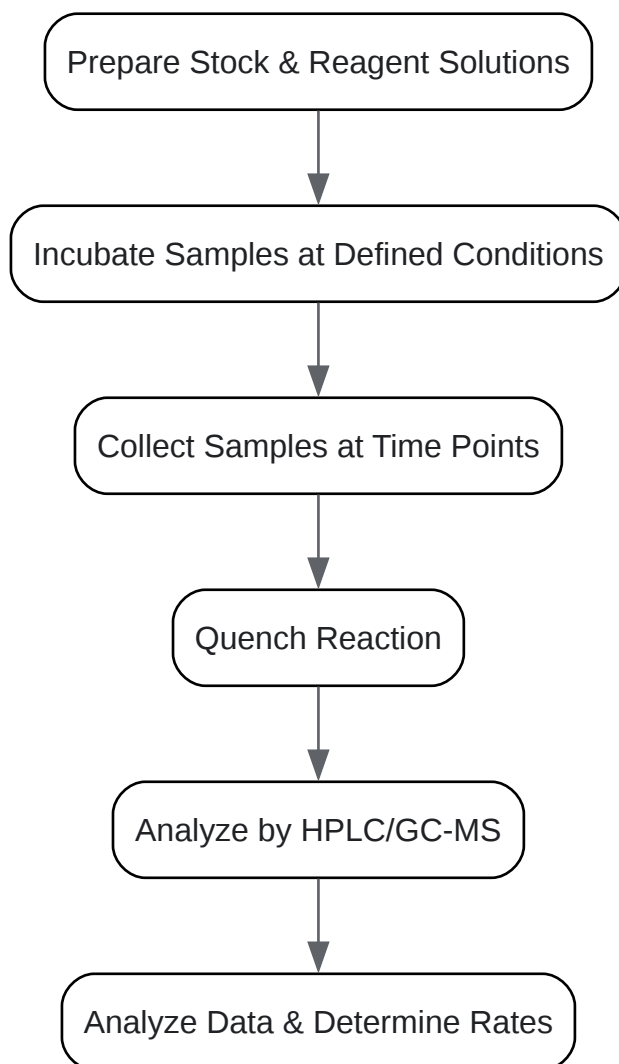 Prepare Stock & Reagent Solutions
Incubate Samples at Defined Conditions
Collect Samples at Time Points
Quench Reaction
Analyze by HPLC/GC-MS
Analyze Data & Determine Rates